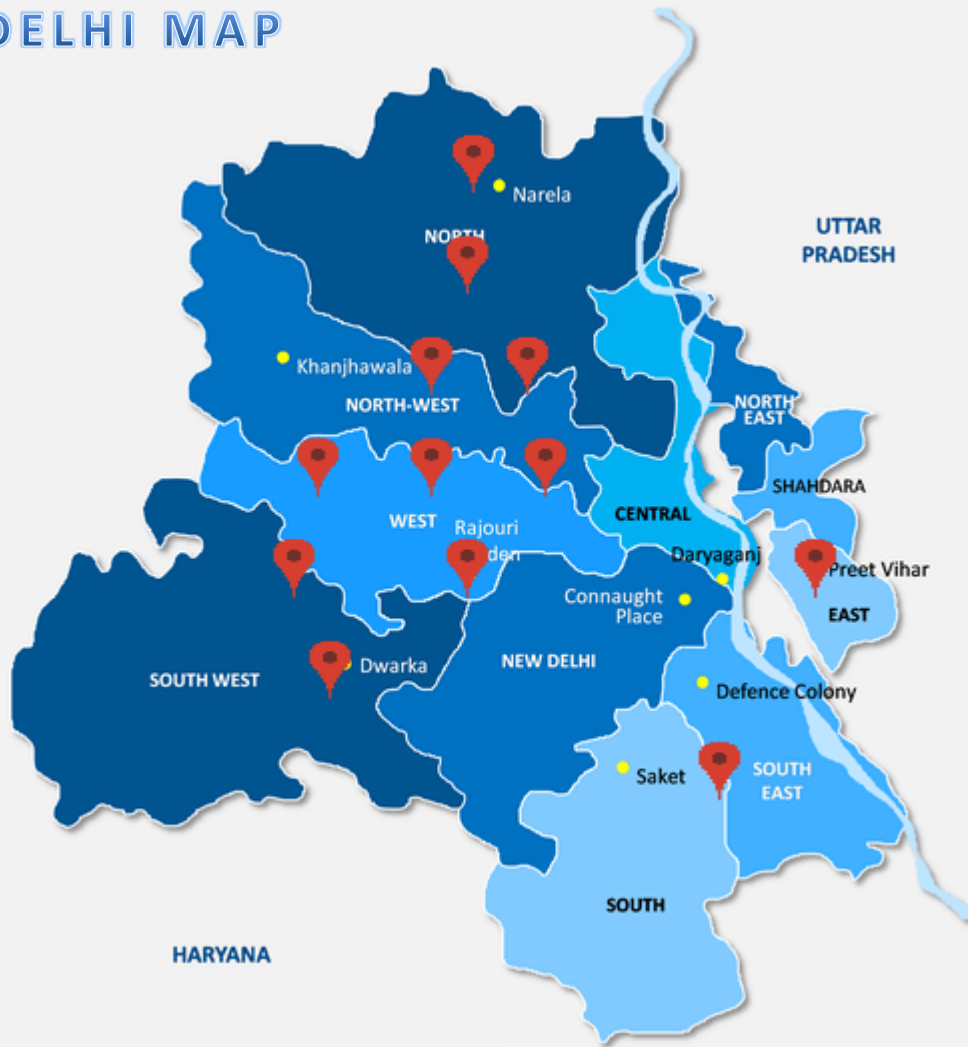 DELHI MAP
Narela
UTTAR
PRADESH
NORTH
Khanjhawala
NORTH-WEST
NORTH
EAST
SHAHDARA
CENTRAL
WEST
Rajouri
den
Daryaganj
Preet Vihar
Connaught
Place
EAST
NEW DELHI
Dwarka
SOUTH WEST
Defence Colony
Saket
SOUTH
EAST
SOUTH
HARYANA